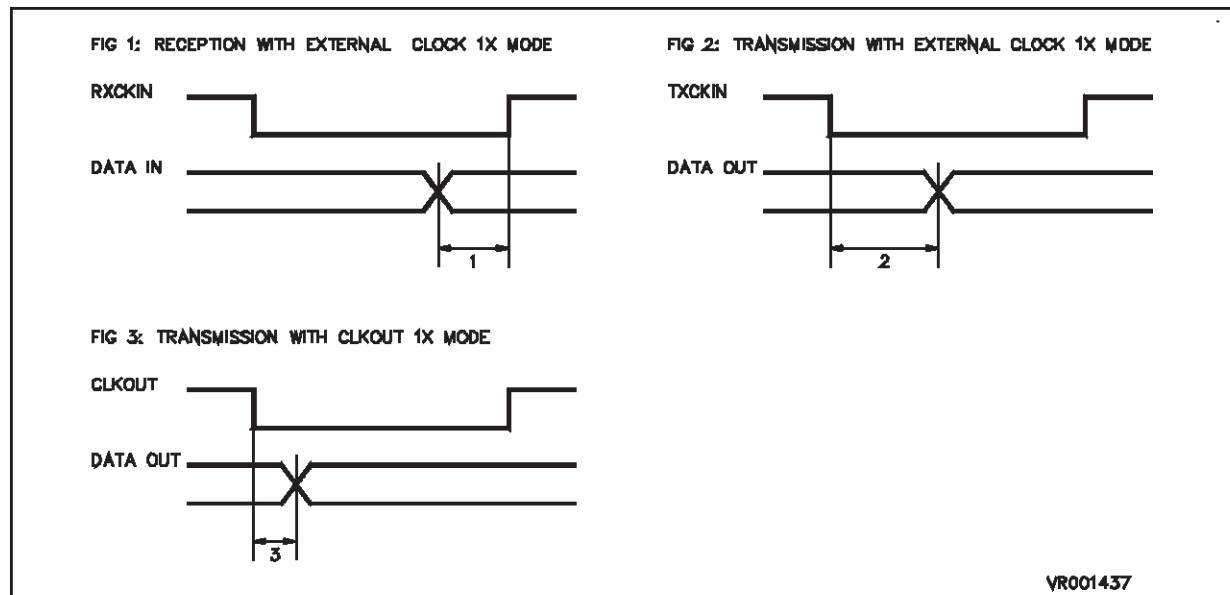 FIG 1: RECEPTION WITH EXTERNAL CLOCK 1X MODE
RXCKIN
DATA IN
1
FIG 2: TRANSMISSION WITH EXTERNAL CLOCK 1X MODE
TXCKIN
DATA OUT
2
FIG 3: TRANSMISSION WITH CLKOUT 1X MODE
CLKOUT
DATA OUT
3
VR001437